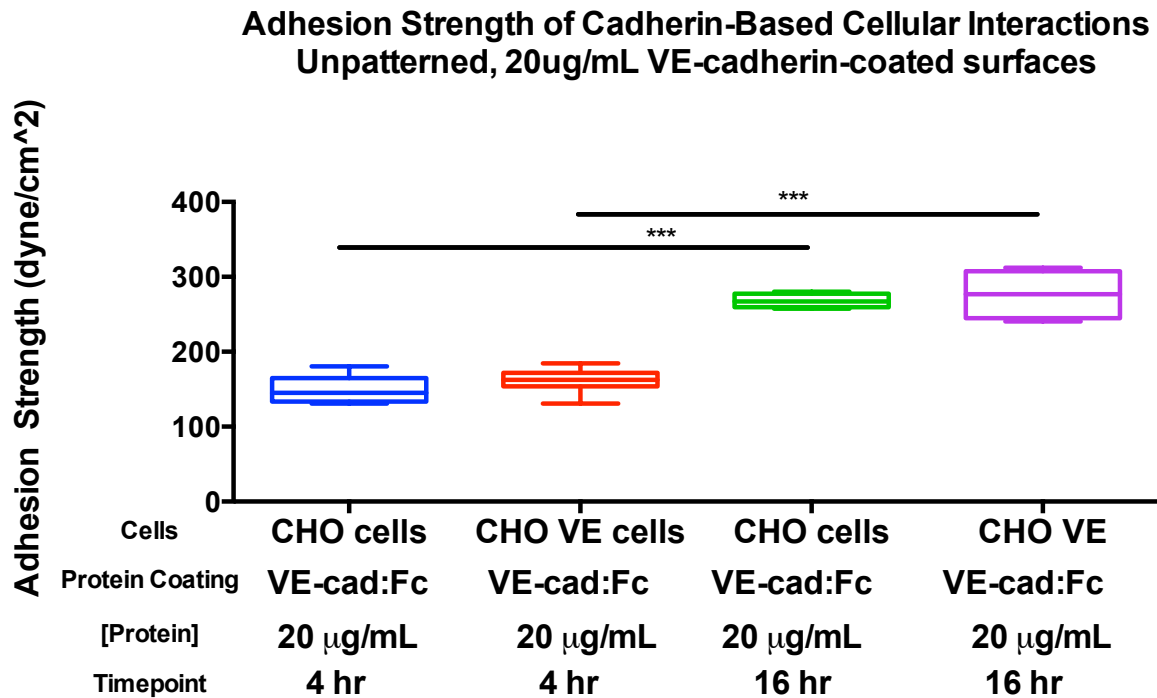 Adhesion Strength of Cadherin-Based Cellular Interactions
Unpatterned, 20ug/mL VE-cadherin-coated surfaces
Adhesion Strength (dyne/cm^2)
400
300
200
100
0
***
***
Cells CHO cells CHO VE cells CHO cells CHO VE
Protein Coating VE-cad:Fc VE-cad:Fc VE-cad:Fc VE-cad:Fc
[Protein] 20 μg/mL 20 μg/mL 20 μg/mL 20 μg/mL
Timepoint 4 hr 4 hr 16 hr 16 hr